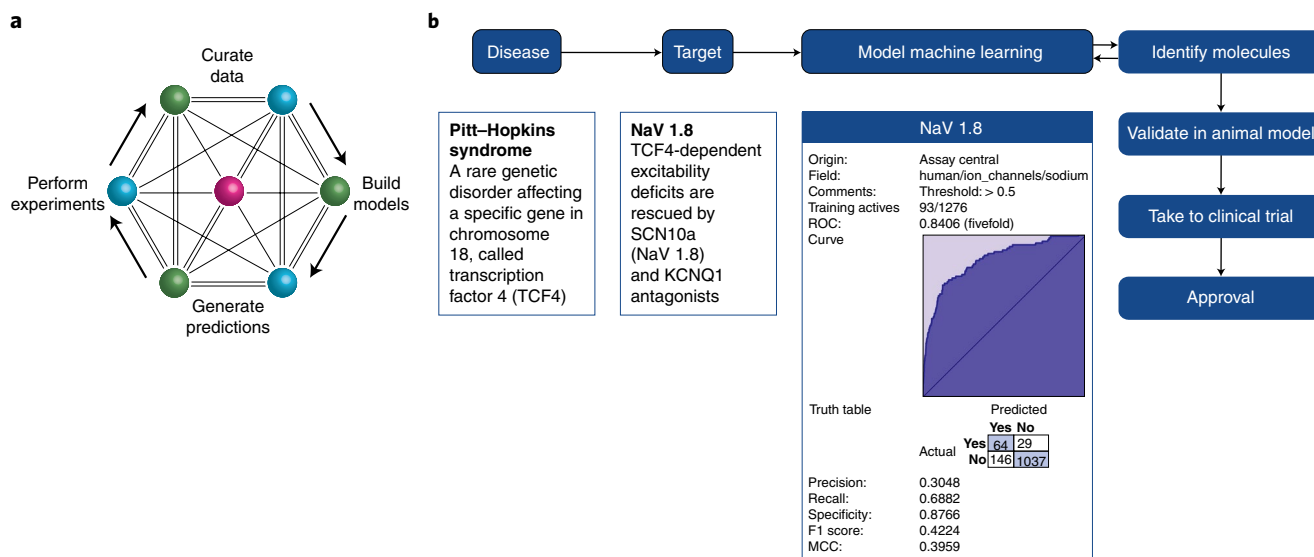 a
Curate
data
Perform
experiments
Build
models
Generate
predictions
b
Disease
Target
Model machine learning
Identify molecules
Validate in animal model
Take to clinical trial
Approval
Pitt–Hopkins
syndrome
A rare genetic
disorder affecting
a specific gene in
chromosome
18, called
transcription
factor 4 (TCF4)
NaV 1.8
TCF4-dependent
excitability
deficits are
rescued by
SCN10a
(NaV 1.8)
and KCNQ1
antagonists
NaV 1.8
Origin: Assay central
Field: human/ion_channels/sodium
Comments: Threshold: > 0.5
Training actives 93/1276
ROC: 0.8406 (fivefold)
Curve
Truth table Predicted
Yes No
Actual Yes 64 29
No 146 1037
Precision: 0.3048
Recall: 0.6882
Specificity: 0.8766
F1 score: 0.4224
MCC: 0.3959